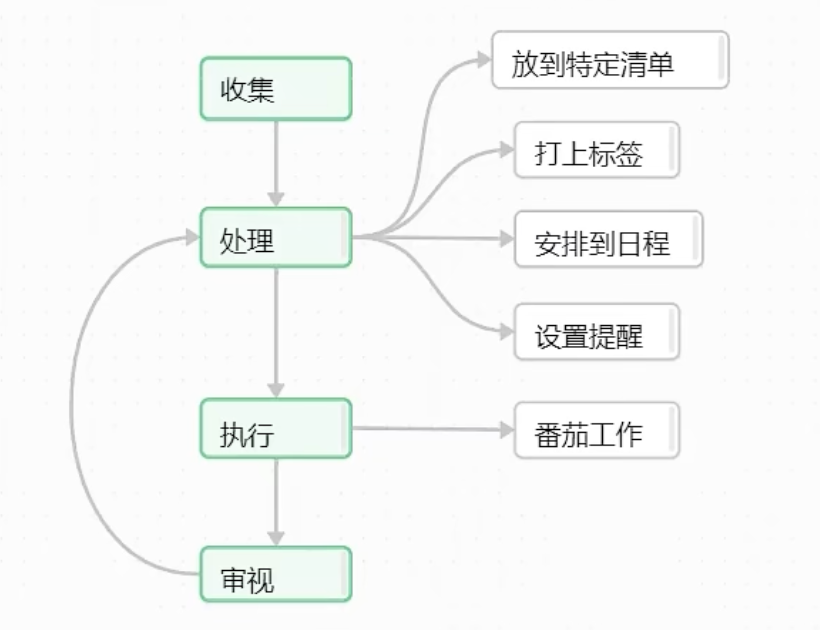 收集
处理
放到特定清单
打上标签
安排到日程
设置提醒
执行
番茄工作
审视